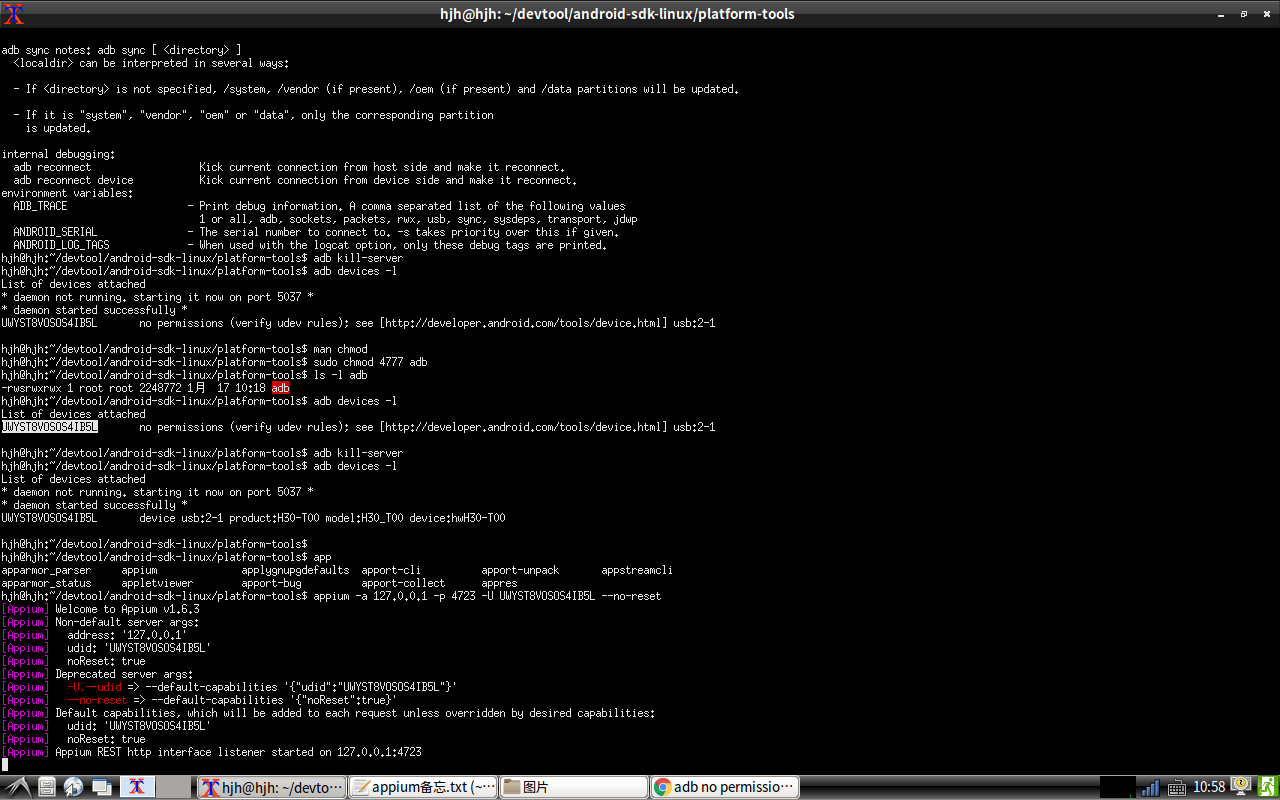 hjh@hjh: ~/devtool/android-sdk-linux/platform-tools
adb sync notes: adb sync [ <directory> ]
<localdir> can be interpreted in several ways:
- If <directory> is not specified, /system, /vendor (if present), /oem (if present) and /data partitions will be updated.
- If it is "system", "vendor", "oem" or "data", only the corresponding partition
is updated.
internal debugging:
adb reconnect Kick current connection from host side and make it reconnect.
adb reconnect device Kick current connection from device side and make it reconnect.
environment variables:
ADB_TRACE - Print debug information. A comma separated list of the following values
1 or all, adb, sockets, packets, rwx, usb, sync, sysdeps, transport, jdwp
ANDROID_SERIAL - The serial number to connect to. -s takes priority over this if given.
ANDROID_LOG_TAGS - When used with the logcat option, only these debug tags are printed.
hjh@hjh:~/devtool/android-sdk-linux/platform-tools$ adb kill-server
hjh@hjh:~/devtool/android-sdk-linux/platform-tools$ adb devices -l
List of devices attached
* daemon not running. starting it now on port 5037 *
* daemon started successfully *
UWYST8VOSOS4IB5L no permissions (verify udev rules); see [http://developer.android.com/tools/device.html] usb:2-1
hjh@hjh:~/devtool/android-sdk-linux/platform-tools$ man chmod
hjh@hjh:~/devtool/android-sdk-linux/platform-tools$ sudo chmod 4777 adb
hjh@hjh:~/devtool/android-sdk-linux/platform-tools$ ls -l adb
-rwsrwxrwx 1 root root 2248772 1月 17 10:18 adb
hjh@hjh:~/devtool/android-sdk-linux/platform-tools$ adb devices -l
List of devices attached
UWYST8VOSOS4IB5L no permissions (verify udev rules); see [http://developer.android.com/tools/device.html] usb:2-1
hjh@hjh:~/devtool/android-sdk-linux/platform-tools$ adb kill-server
hjh@hjh:~/devtool/android-sdk-linux/platform-tools$ adb devices -l
List of devices attached
* daemon not running. starting it now on port 5037 *
* daemon started successfully *
UWYST8VOSOS4IB5L device usb:2-1 product:H30-T00 model:H30_T00 device:hwH30-T00
hjh@hjh:~/devtool/android-sdk-linux/platform-tools$
hjh@hjh:~/devtool/android-sdk-linux/platform-tools$ app
apparmor_parser appium applygnupgdefaults apport-cli apport-unpack appstreamcli
apparmor_status appletviewer apport-bug apport-collect appres
hjh@hjh:~/devtool/android-sdk-linux/platform-tools$ appium -a 127.0.0.1 -p 4723 -U UWYST8VOSOS4IB5L --no-reset
[Appium] Welcome to Appium v1.6.3
[Appium] Non-default server args:
[Appium] address: '127.0.0.1'
[Appium] udid: 'UWYST8VOSOS4IB5L'
[Appium] noReset: true
[Appium] Deprecated server args:
[Appium] -U,--udid => --default-capabilities '{"udid":"UWYST8VOSOS4IB5L"}'
[Appium] --no-reset => --default-capabilities '{"noReset":true}'
[Appium] Default capabilities, which will be added to each request unless overridden by desired capabilities:
[Appium] udid: 'UWYST8VOSOS4IB5L'
[Appium] noReset: true
[Appium] Appium REST http interface listener started on 127.0.0.1:4723
hjh@hjh: ~/devto… appium备忘.txt (~… 图片 adb no permissio… 10:58